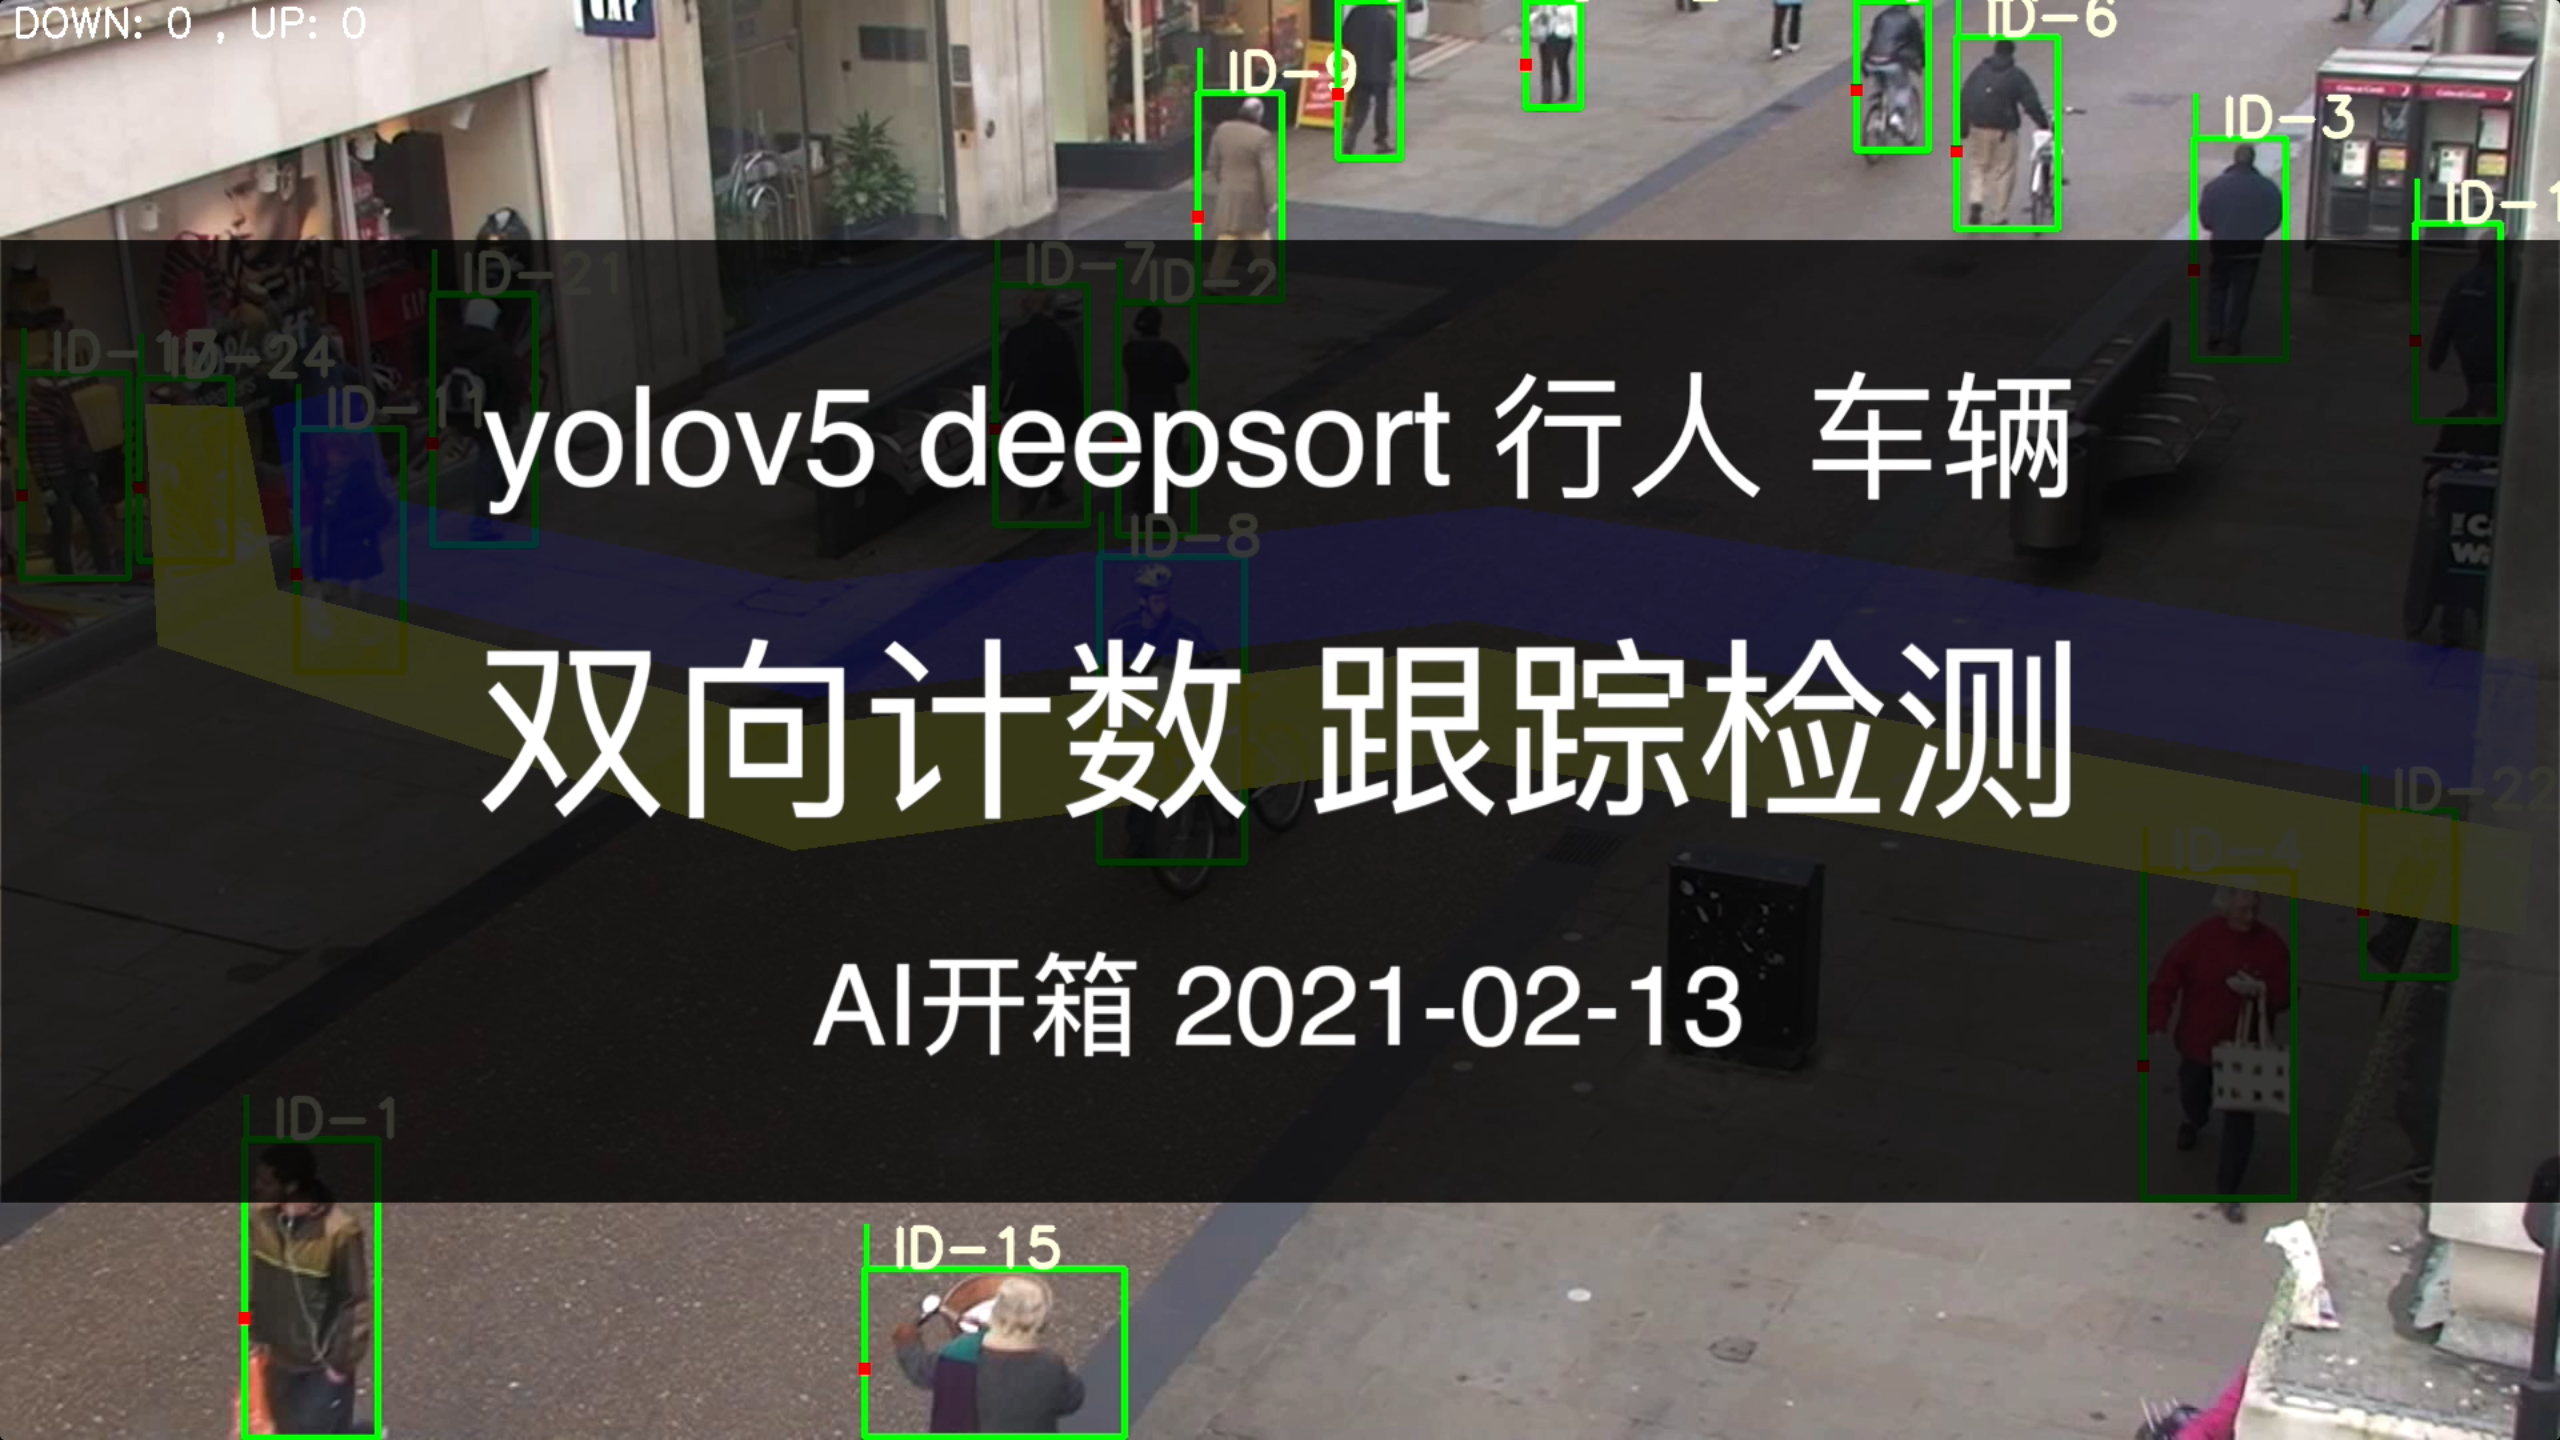 DOWN: 0 , UP: 0
GAP
ID-6
ID-9
ID-3
ID-1
ID-21
ID-7
ID-2
ID-24
ID-11
yolov5 deepsort 行人 车辆
ID-8
双向计数 跟踪检测
ID-22
ID-4
AI开箱 2021-02-13
ID-1
ID-15